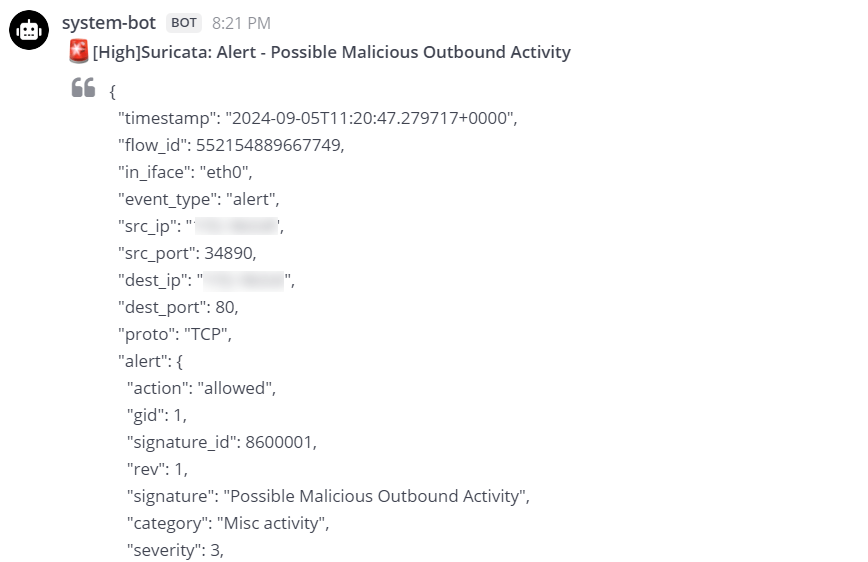 system-bot BOT 8:21 PM
[High]Suricata: Alert - Possible Malicious Outbound Activity
{
"timestamp": "2024-09-05T11:20:47.279717+0000",
"flow_id": 552154889667749,
"in_iface": "eth0",
"event_type": "alert",
"src_ip": "",
"src_port": 34890,
"dest_ip": "",
"dest_port": 80,
"proto": "TCP",
"alert": {
"action": "allowed",
"gid": 1,
"signature_id": 8600001,
"rev": 1,
"signature": "Possible Malicious Outbound Activity",
"category": "Misc activity",
"severity": 3,